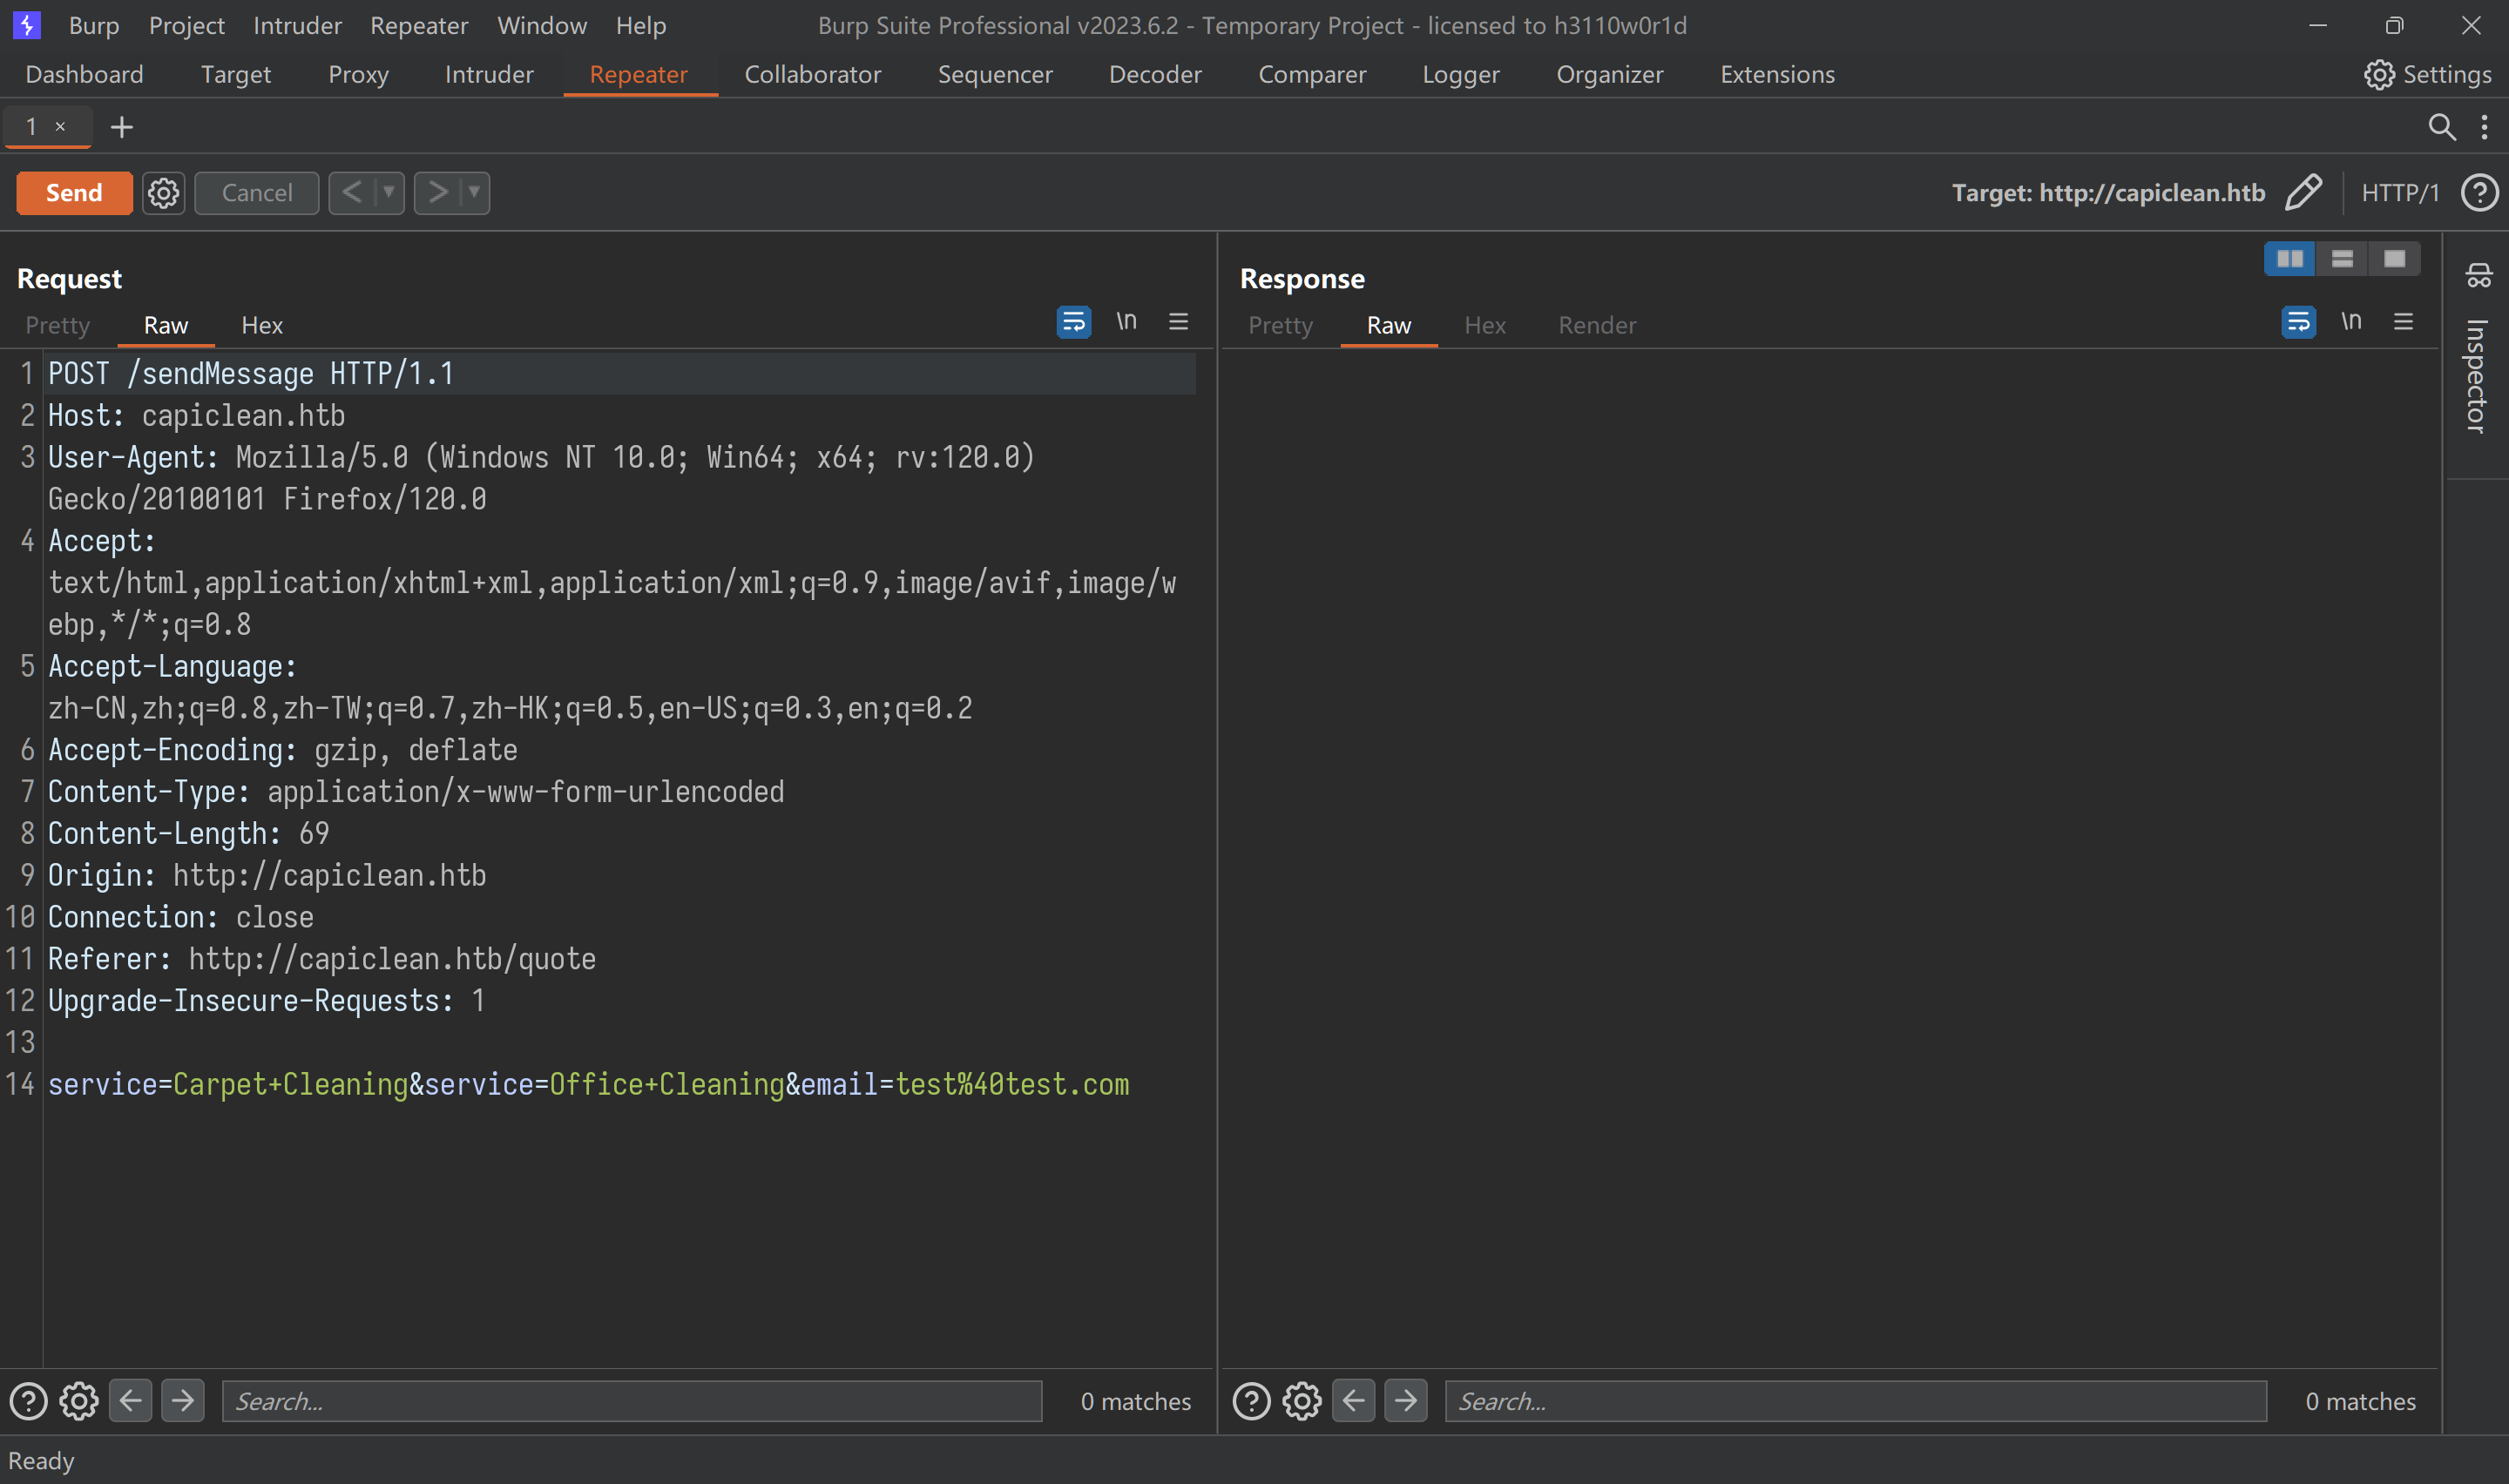 Burp Project Intruder Repeater Window Help Burp Suite Professional v2023.6.2 - Temporary Project - licensed to h3110w0r1d
Dashboard Target Proxy Intruder Repeater Collaborator Sequencer Decoder Comparer Logger Organizer Extensions Settings
1 × +
Send Cancel < > Target: http://capiclean.htb HTTP/1 ?
Request
Pretty Raw Hex \n
1 POST /sendMessage HTTP/1.1
2 Host: capiclean.htb
3 User-Agent: Mozilla/5.0 (Windows NT 10.0; Win64; x64; rv:120.0)
Gecko/20100101 Firefox/120.0
4 Accept:
text/html,application/xhtml+xml,application/xml;q=0.9,image/avif,image/w
ebp,*/*;q=0.8
5 Accept-Language:
zh-CN,zh;q=0.8,zh-TW;q=0.7,zh-HK;q=0.5,en-US;q=0.3,en;q=0.2
6 Accept-Encoding: gzip, deflate
7 Content-Type: application/x-www-form-urlencoded
8 Content-Length: 69
9 Origin: http://capiclean.htb
10 Connection: close
11 Referer: http://capiclean.htb/quote
12 Upgrade-Insecure-Requests: 1
13
14 service=Carpet+Cleaning&service=Office+Cleaning&email=test%40test.com
? Search... 0 matches
Response
Pretty Raw Hex Render \n
? Search... 0 matches
Inspector
Ready